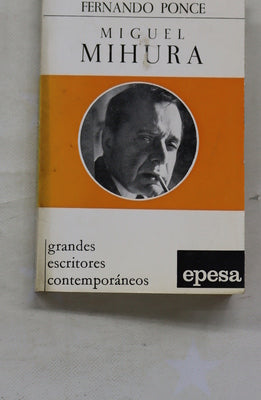 FERNANDO PONCE
MIGUEL
MIHURA
grandes
escritores
contemporáneos
epesa